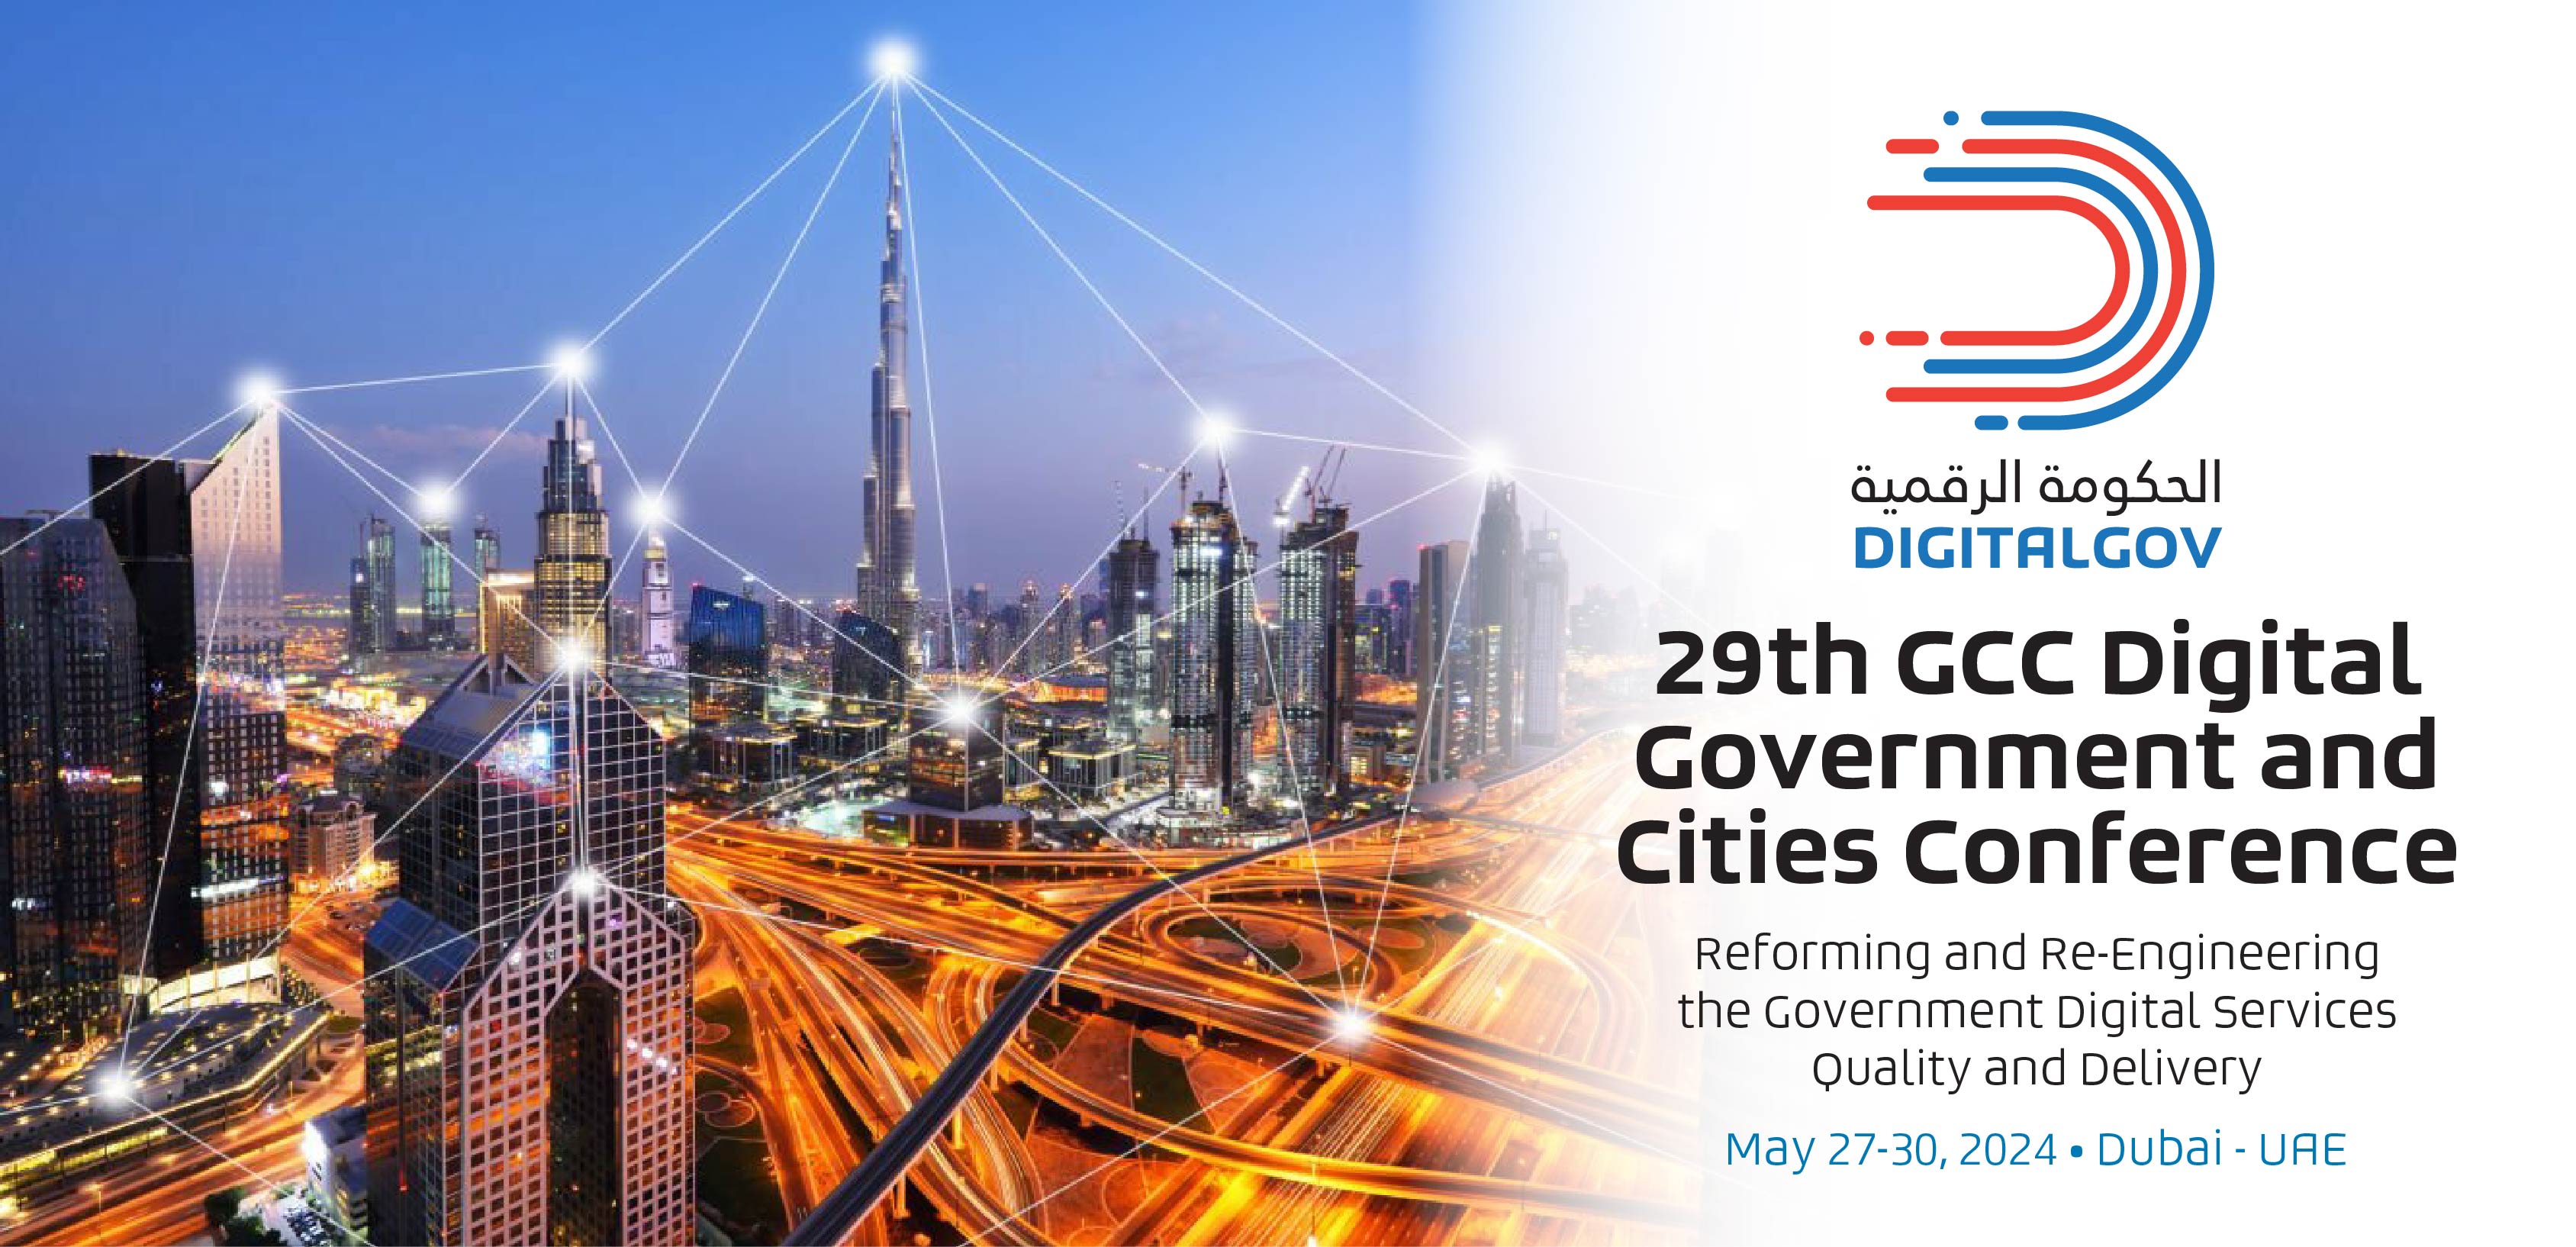 الحكومة الرقمية
DIGITALGOV
29th GCC Digital
Government and
Cities Conference
Reforming and Re-Engineering
the Government Digital Services
Quality and Delivery
May 27-30, 2024 • Dubai - UAE